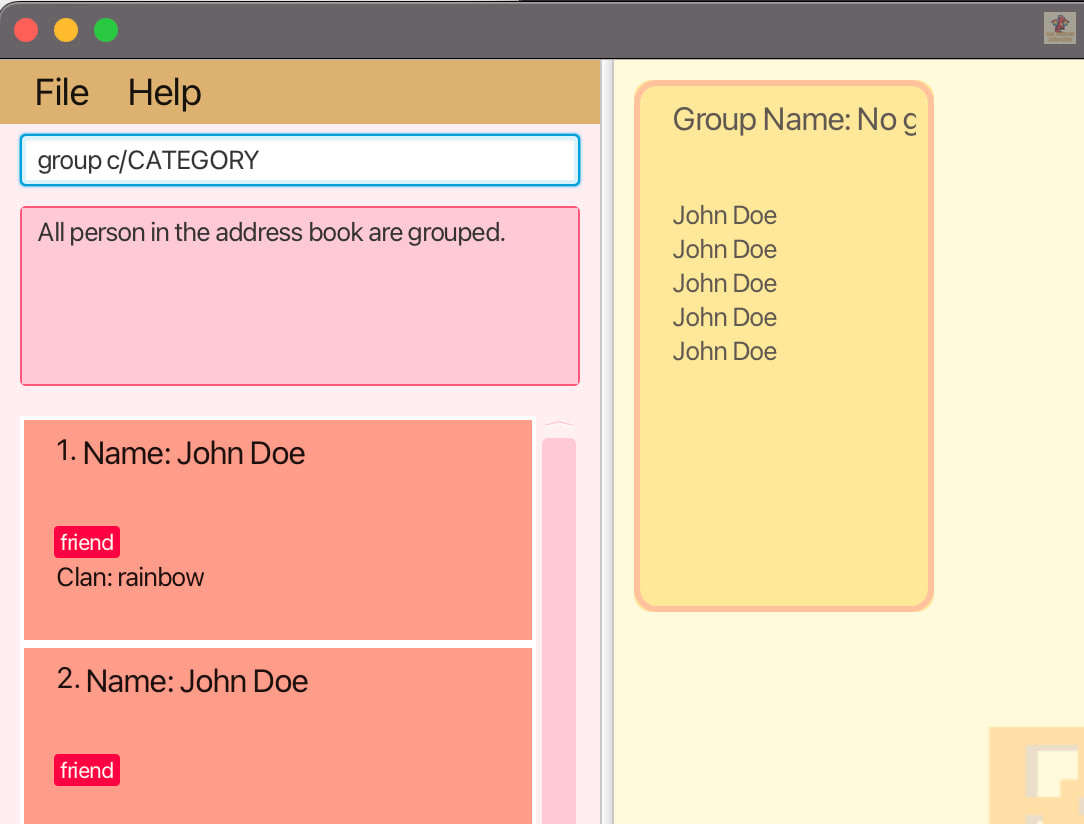 File Help
group c/CATEGORY
All person in the address book are grouped.
1. Name: John Doe
friend
Clan: rainbow
2. Name: John Doe
friend
Group Name: No g
John Doe
John Doe
John Doe
John Doe
John Doe